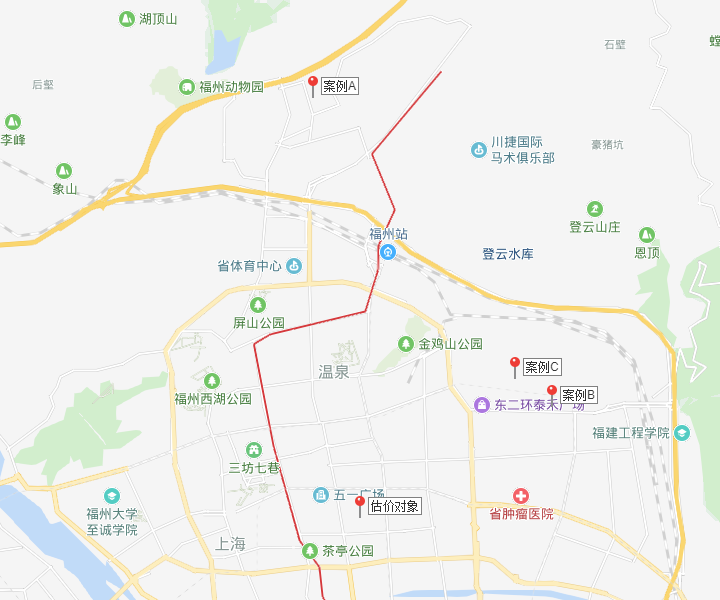 湖顶山
石壁
螳
后壑
福州动物园
案例A
李峰
川捷国际
马术俱乐部
豪猪坑
象山
登云山庄
福州站
恩顶
登云水库
省体育中心
屏山公园
金鸡山公园
温泉
案例C
福州西湖公园
案例B
东二环泰禾广场
福建工程学院
三坊七巷
五一广场
估价对象
福州大学
至诚学院
省肿瘤医院
上海
茶亭公园